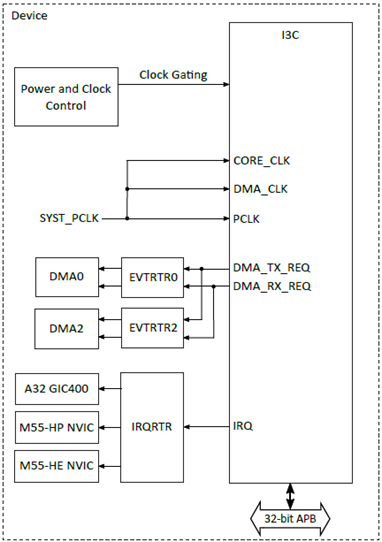 Device
I3C
Clock Gating
Power and Clock
Control
CORE_CLK
DMA_CLK
SYST_PCLK
PCLK
DMA_TX_REQ
DMA0
EVTRTR0
DMA_RX_REQ
DMA2
EVTRTR2
A32 GIC400
M55-HP NVIC
IRQRTR
IRQ
M55-HE NVIC
32-bit APB